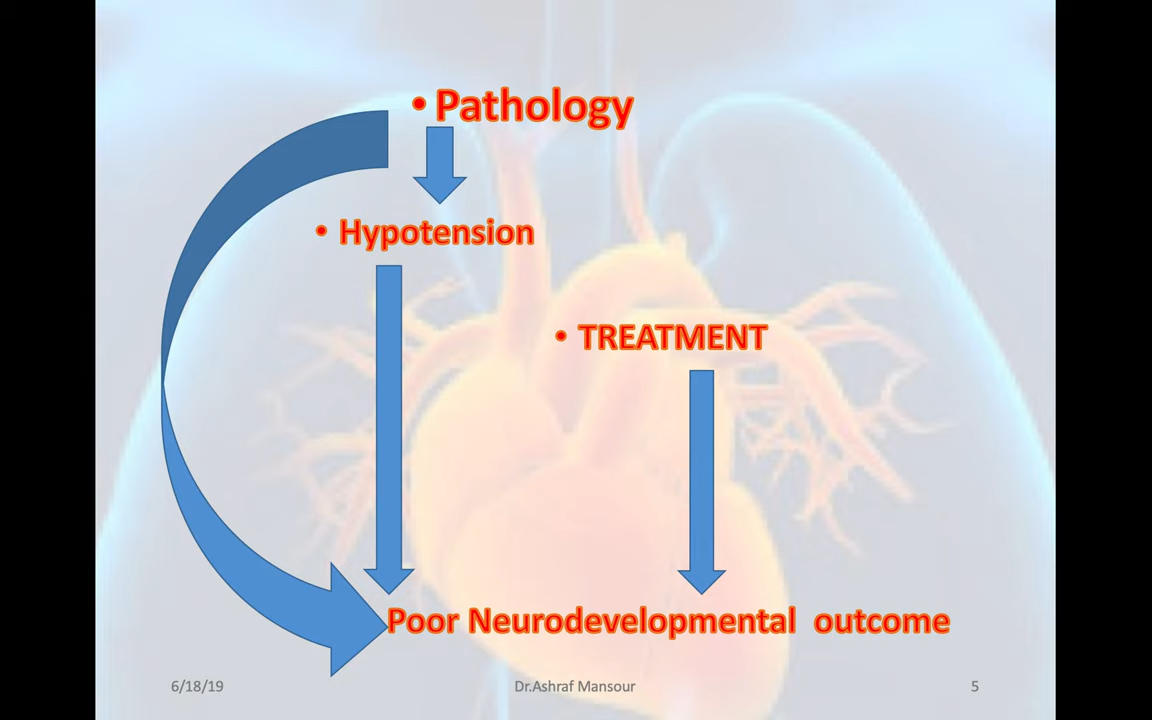 • Pathology
• Hypotension
• TREATMENT
Poor Neurodevelopmental outcome
6/18/19
Dr.Ashraf Mansour
5